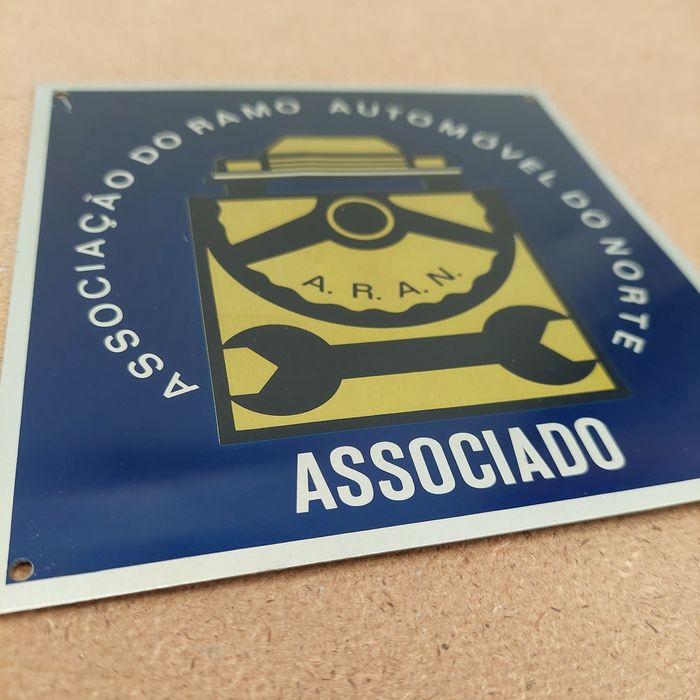 ASSOCIAÇÃO DO RAMO AUTOMÓVEL DO NORTE
A. R. A. N.
ASSOCIADO